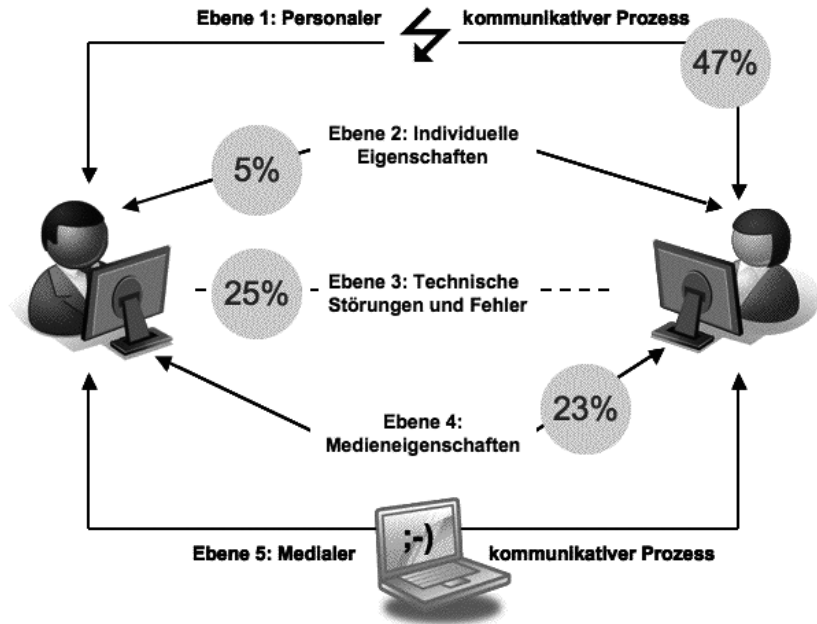 Ebene 1: Personaler kommunikativer Prozess
47%
Ebene 2: Individuelle
Eigenschaften
5%
Ebene 3: Technische
Störungen und Fehler
25%
Ebene 4:
Medieneigenschaften
23%
;-)
Ebene 5: Medialer kommunikativer Prozess